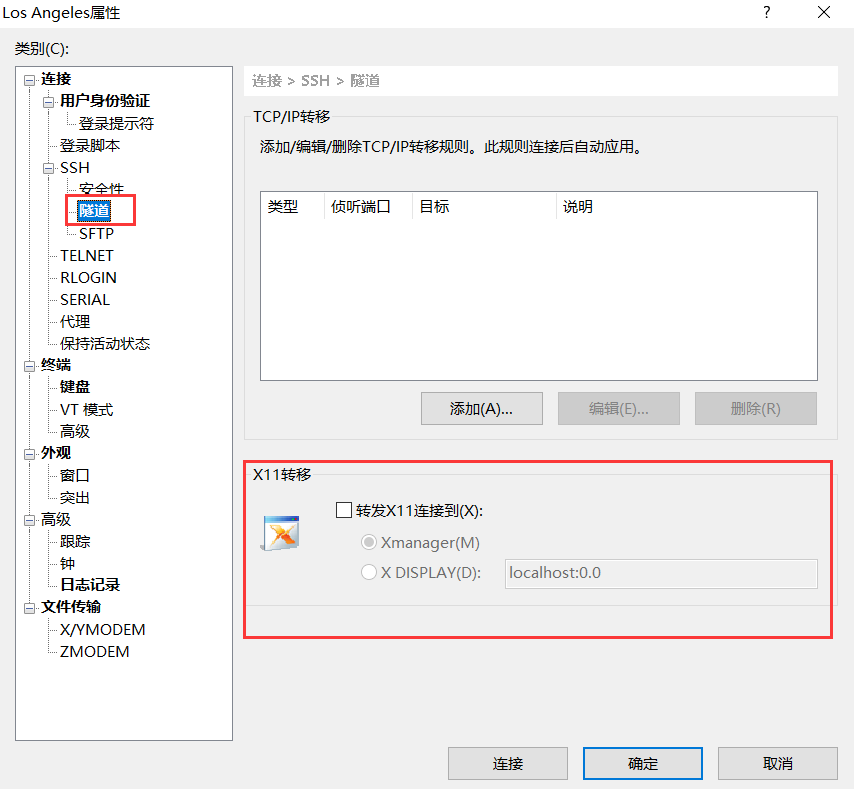 Los Angeles属性
?
类别(C):
连接
用户身份验证
登录提示符
登录脚本
SSH
安全性
隧道
SFTP
TELNET
RLOGIN
SERIAL
代理
保持活动状态
终端
键盘
VT 模式
高级
外观
窗口
突出
高级
跟踪
钟
日志记录
文件传输
X/YMODEM
ZMODEM
连接 > SSH > 隧道
TCP/IP转移
添加/编辑/删除TCP/IP转移规则。此规则连接后自动应用。
类型 侦听端口 目标 说明
添加(A)... 编辑(E)... 删除(R)
X11转移
转发X11连接到(X):
Xmanager(M)
X DISPLAY(D): localhost:0.0
连接 确定 取消